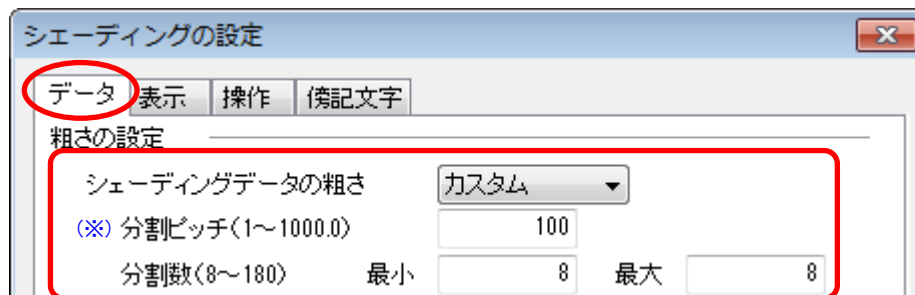 シェーディングの設定
データ 表示 操作 傍記文字
粗さの設定
シェーディングデータの粗さ カスタム
(※) 分割ピッチ(1～1000.0) 100
分割数(8～180) 最小 8 最大 8